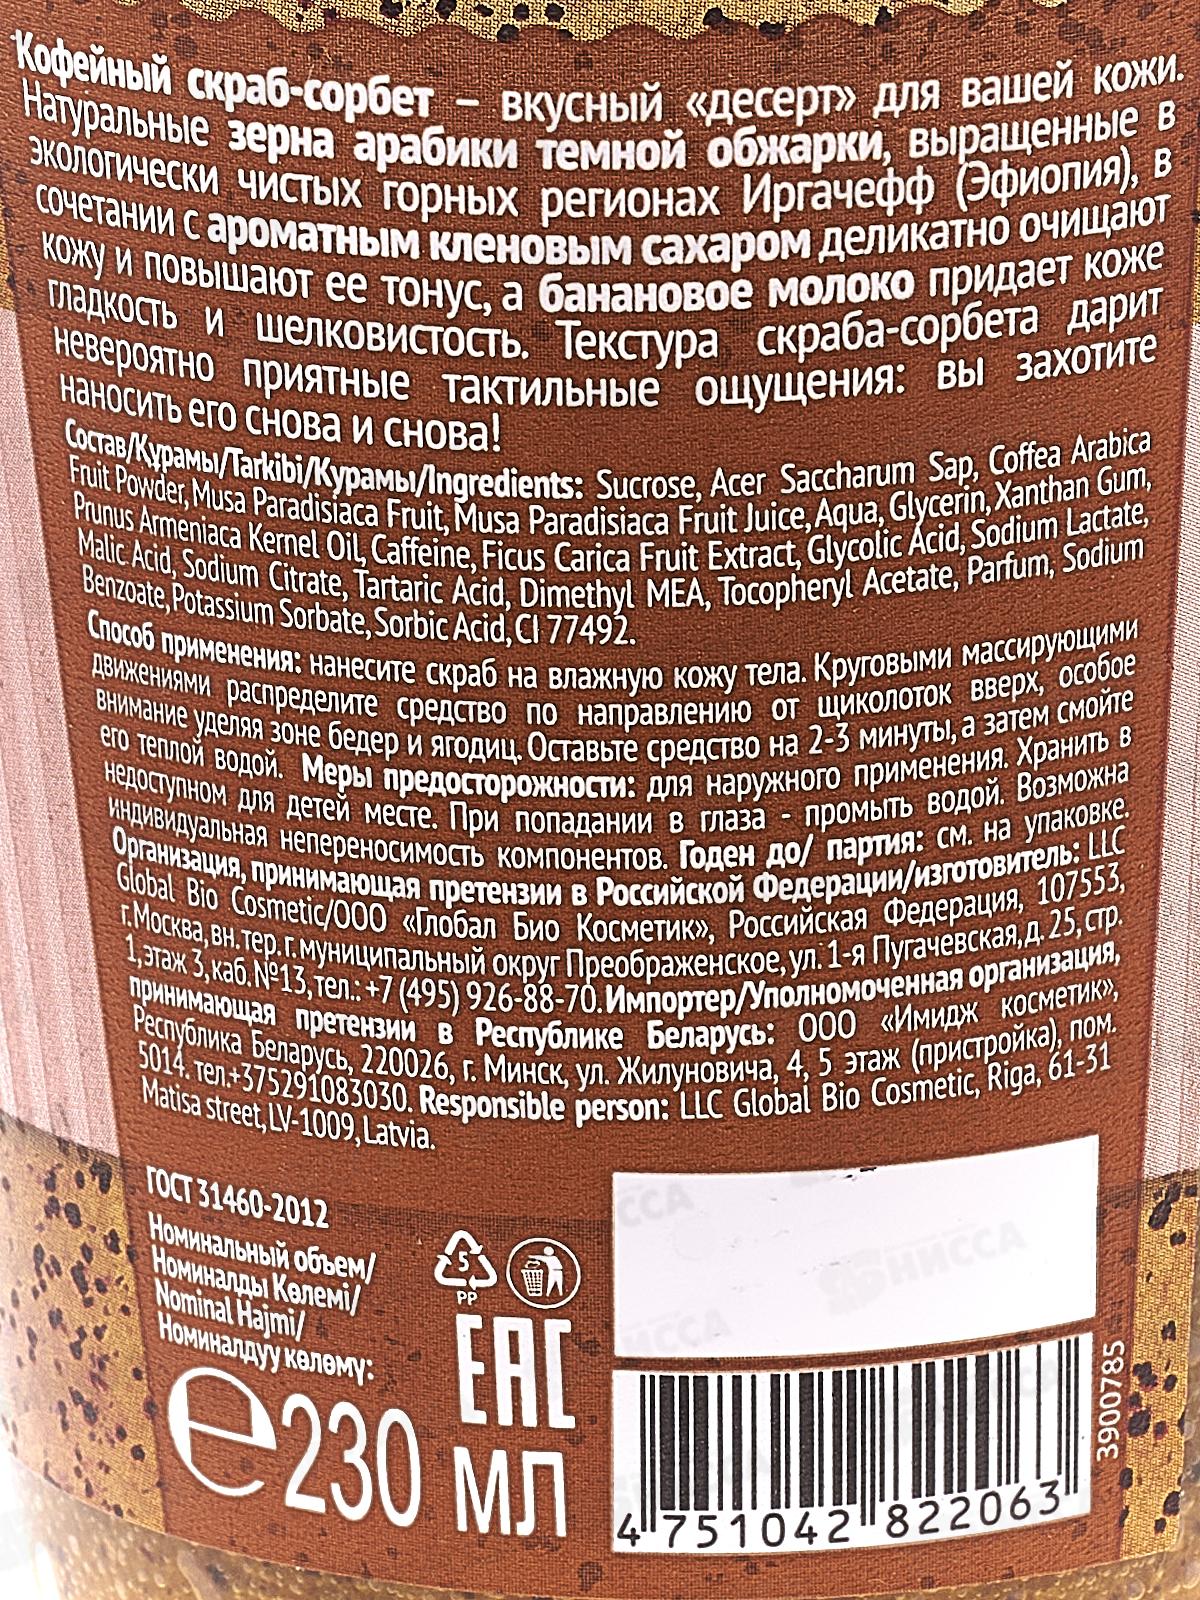 Кофейный скраб-сорбет – вкусный «десерт» для вашей кожи.
Натуральные зерна арабики темной обжарки, выращенные в
экологически чистых горных регионах Иргачефф (Эфиопия), в
сочетании с ароматным кленовым сахаром деликатно очищают
кожу и повышают ее тонус, а банановое молоко придает коже
гладкость и шелковистость. Текстура скраба-сорбета дарит
невероятно приятные тактильные ощущения: вы захотите
наносить его снова и снова!
Состав/Құрамы/Tarkibi/Курамы/Ingredients: Sucrose, Acer Saccharum Sap, Coffea Arabica
Fruit Powder, Musa Paradisiaca Fruit, Musa Paradisiaca Fruit Juice, Aqua, Glycerin, Xanthan Gum,
Prunus Armeniaca Kernel Oil, Caffeine, Ficus Carica Fruit Extract, Glycolic Acid, Sodium Lactate,
Malic Acid, Sodium Citrate, Tartaric Acid, Dimethyl MEA, Tocopheryl Acetate, Parfum, Sodium
Benzoate, Potassium Sorbate, Sorbic Acid, CI 77492.
Способ применения: нанесите скраб на влажную кожу тела. Круговыми массирующими
движениями распределите средство по направлению от щиколоток вверх, особое
внимание уделяя зоне бедер и ягодиц. Оставьте средство на 2-3 минуты, а затем смойте
его теплой водой. Меры предосторожности: для наружного применения. Хранить в
недоступном для детей месте. При попадании в глаза - промыть водой. Возможна
индивидуальная непереносимость компонентов. Годен до/ партия: см. на упаковке.
Организация, принимающая претензии в Российской Федерации/изготовитель: LLC
Global Bio Cosmetic/ООО «Глобал Био Косметик», Российская Федерация, 107553,
г.Москва, вн. тер. г. муниципальный округ Преображенское, ул. 1-я Пугачевская, д. 25, стр.
1, этаж 3, каб. №13, тел.: +7 (495) 926-88-70. Импортер/Уполномоченная организация,
принимающая претензии в Республике Беларусь: ООО «Имидж косметик»,
Республика Беларусь, 220026, г. Минск, ул. Жилуновича, 4, 5 этаж (пристройка), пом.
5014. тел.+375291083030. Responsible person: LLC Global Bio Cosmetic, Riga, 61-31
Matisa street, LV-1009, Latvia.
ГОСТ 31460-2012
Номинальный объем/
Номиналды Көлемі/
Nominal Hajmi/
Номиналдуу көлөмү:
℮230 МЛ
5
PP
EAC
НИССА
3900785
4 751042 822063